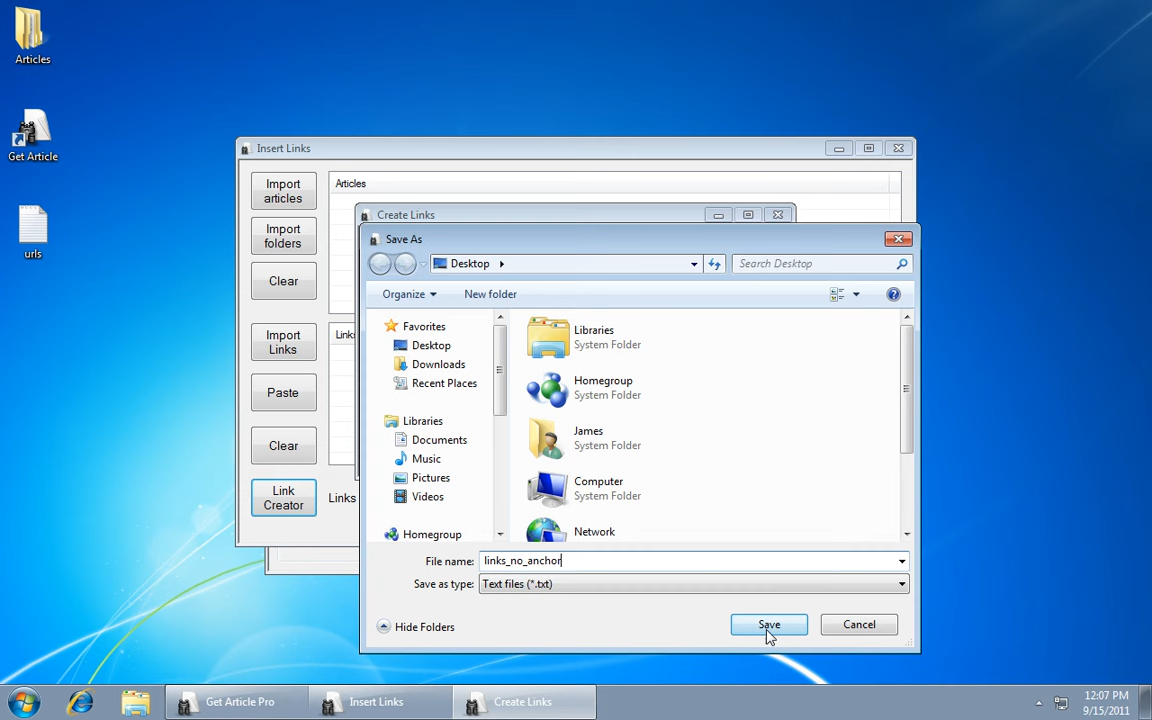 Articles
Get Article
urls
Insert Links
Import
articles
Import
folders
Clear
Import
Links
Paste
Clear
Link
Creator
Articles
Links
Create Links
Save As
Desktop
Search Desktop
Organize
New folder
Favorites
Desktop
Downloads
Recent Places
Libraries
Documents
Music
Pictures
Videos
Homegroup
Libraries
System Folder
Homegroup
System Folder
James
System Folder
Computer
System Folder
Network
File name: links_no_anchor
Save as type: Text files (*.txt)
Hide Folders
Save
Cancel
Get Article Pro
Insert Links
Create Links
12:07 PM
9/15/2011